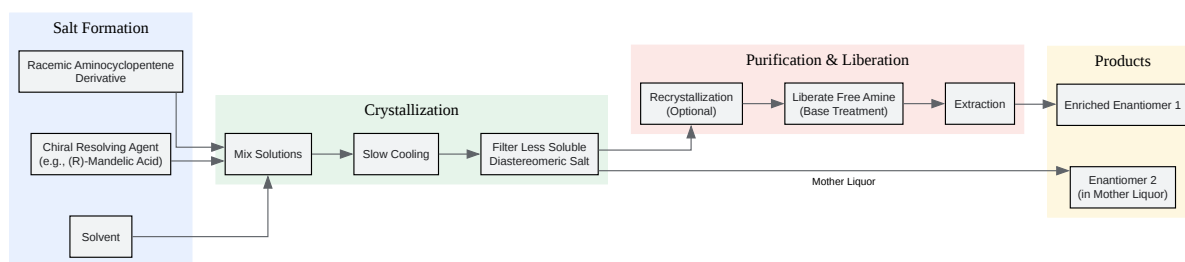 Salt Formation
Racemic Aminocyclopentene
Derivative
Chiral Resolving Agent
(e.g., (R)-Mandelic Acid)
Solvent
Crystallization
Mix Solutions
Slow Cooling
Filter Less Soluble
Diastereomeric Salt
Purification & Liberation
Recrystallization
(Optional)
Liberate Free Amine
(Base Treatment)
Extraction
Mother Liquor
Products
Enriched Enantiomer 1
Enantiomer 2
(in Mother Liquor)